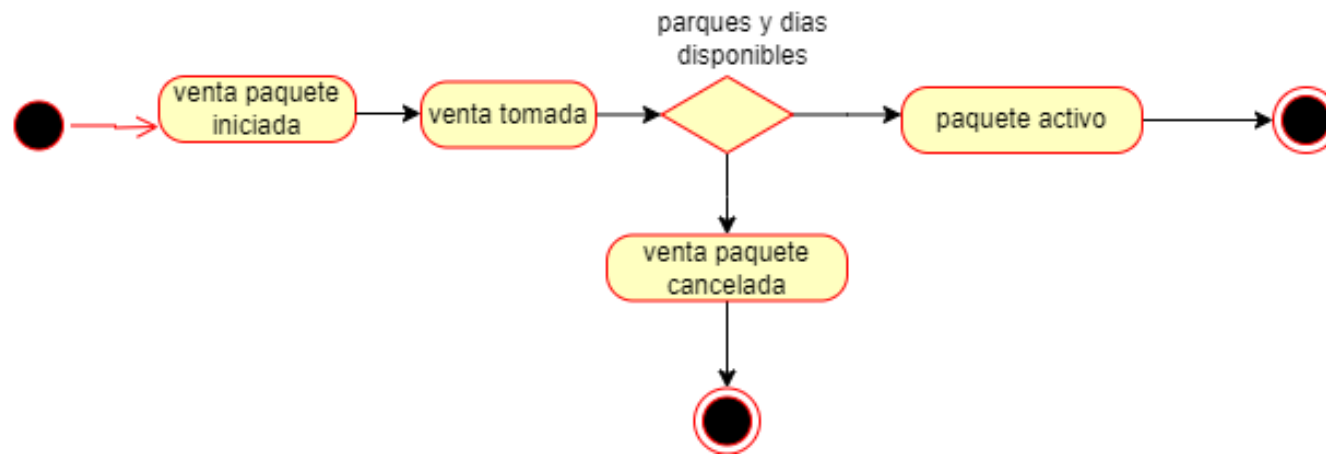 parques y dias
disponibles
venta paquete
iniciada
venta tomada
paquete activo
venta paquete
cancelada